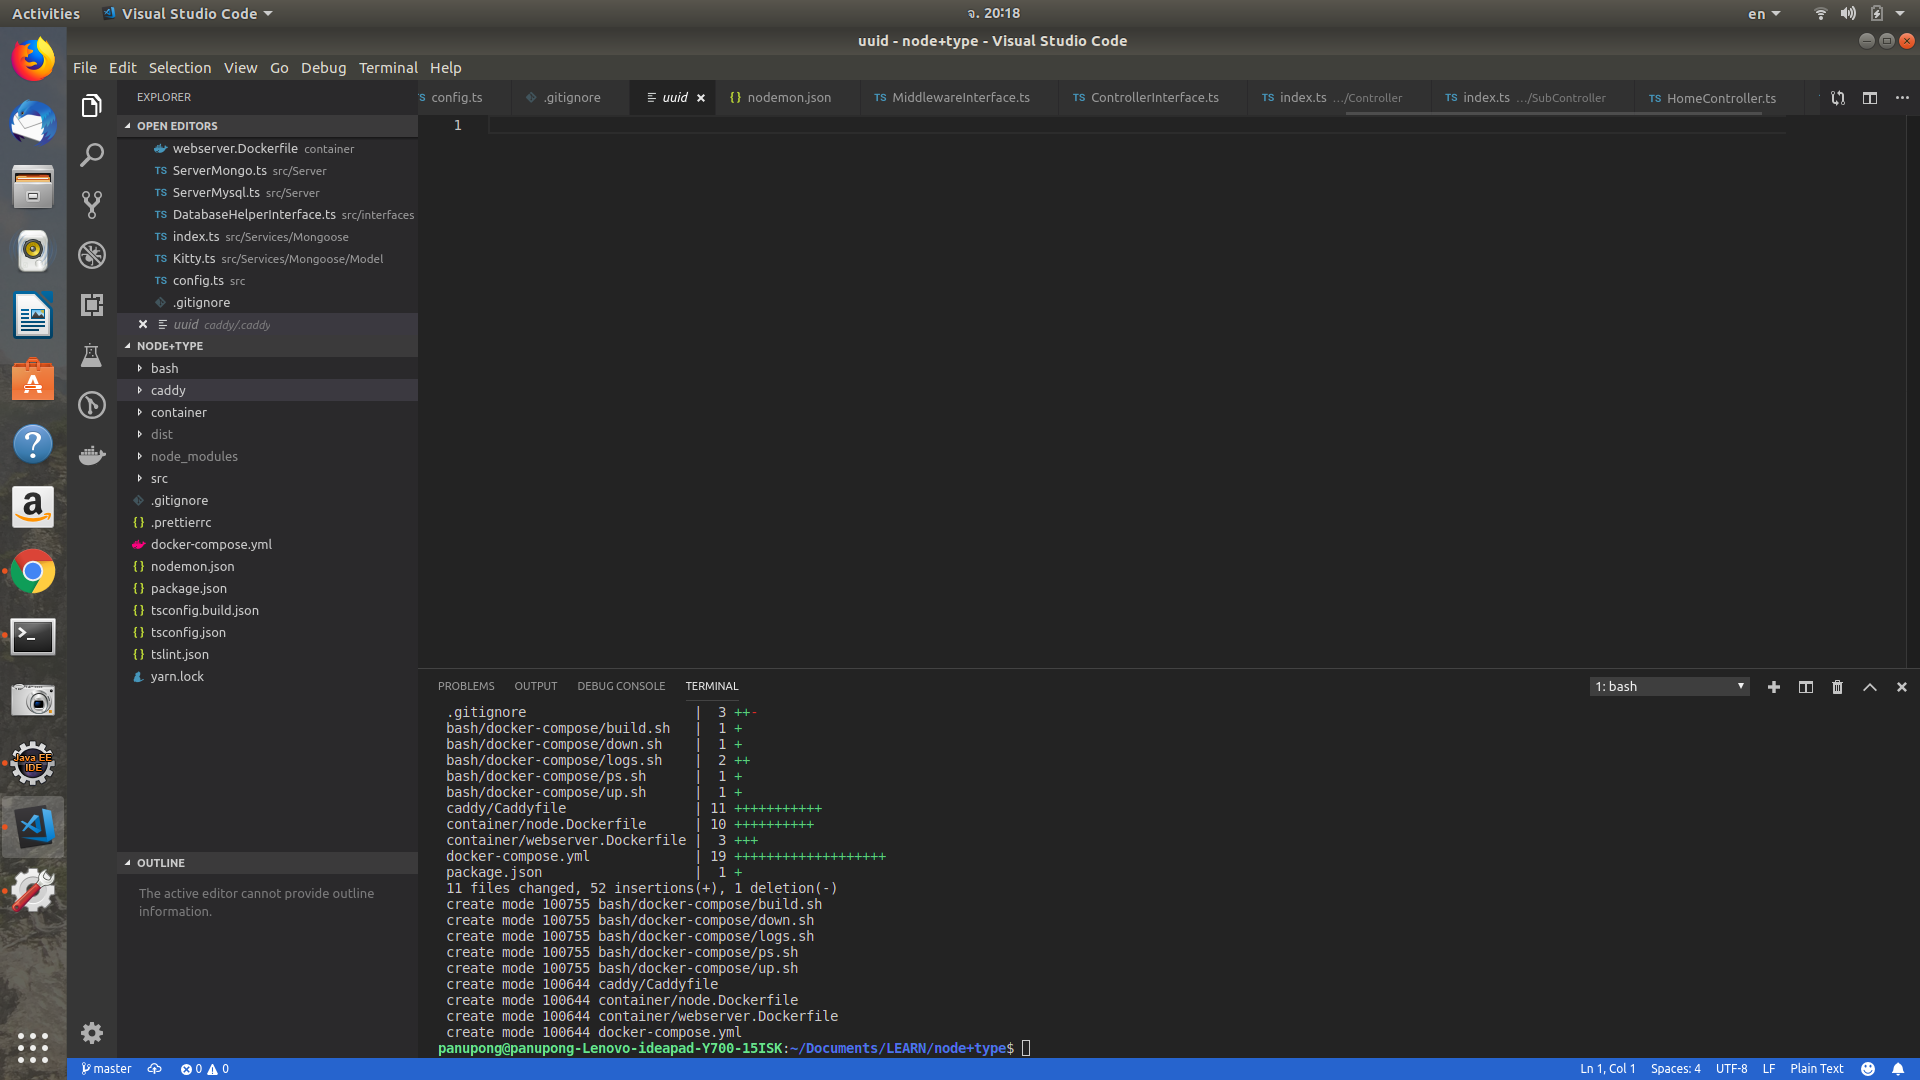 Activities
Visual Studio Code
จ. 20:18
en
uuid - node+type - Visual Studio Code
File Edit Selection View Go Debug Terminal Help
EXPLORER
OPEN EDITORS
webserver.Dockerfile container
TS ServerMongo.ts src/Server
TS ServerMysql.ts src/Server
TS DatabaseHelperInterface.ts src/interfaces
TS index.ts src/Services/Mongoose
TS Kitty.ts src/Services/Mongoose/Model
TS config.ts src
.gitignore
uuid caddy/.caddy
NODE+TYPE
bash
caddy
container
dist
node_modules
src
.gitignore
{} .prettierrc
docker-compose.yml
{} nodemon.json
{} package.json
{} tsconfig.build.json
{} tsconfig.json
{} tslint.json
yarn.lock
OUTLINE
The active editor cannot provide outline
information.
TS config.ts
.gitignore
uuid
{} nodemon.json
TS MiddlewareInterface.ts
TS ControllerInterface.ts
TS index.ts .../Controller
TS index.ts .../SubController
TS HomeController.ts
1
PROBLEMS OUTPUT DEBUG CONSOLE TERMINAL
1: bash
.gitignore | 3 ++-
bash/docker-compose/build.sh | 1 +
bash/docker-compose/down.sh | 1 +
bash/docker-compose/logs.sh | 2 ++
bash/docker-compose/ps.sh | 1 +
bash/docker-compose/up.sh | 1 +
caddy/Caddyfile | 11 +++++++++++
container/node.Dockerfile | 10 ++++++++++
container/webserver.Dockerfile | 3 +++
docker-compose.yml | 19 +++++++++++++++++++
package.json | 1 +
11 files changed, 52 insertions(+), 1 deletion(-)
create mode 100755 bash/docker-compose/build.sh
create mode 100755 bash/docker-compose/down.sh
create mode 100755 bash/docker-compose/logs.sh
create mode 100755 bash/docker-compose/ps.sh
create mode 100755 bash/docker-compose/up.sh
create mode 100644 caddy/Caddyfile
create mode 100644 container/node.Dockerfile
create mode 100644 container/webserver.Dockerfile
create mode 100644 docker-compose.yml
panupong@panupong-Lenovo-ideapad-Y700-15ISK:~/Documents/LEARN/node+type$
master
0 0
Ln 1, Col 1
Spaces: 4
UTF-8
LF
Plain Text
Java EE
IDE